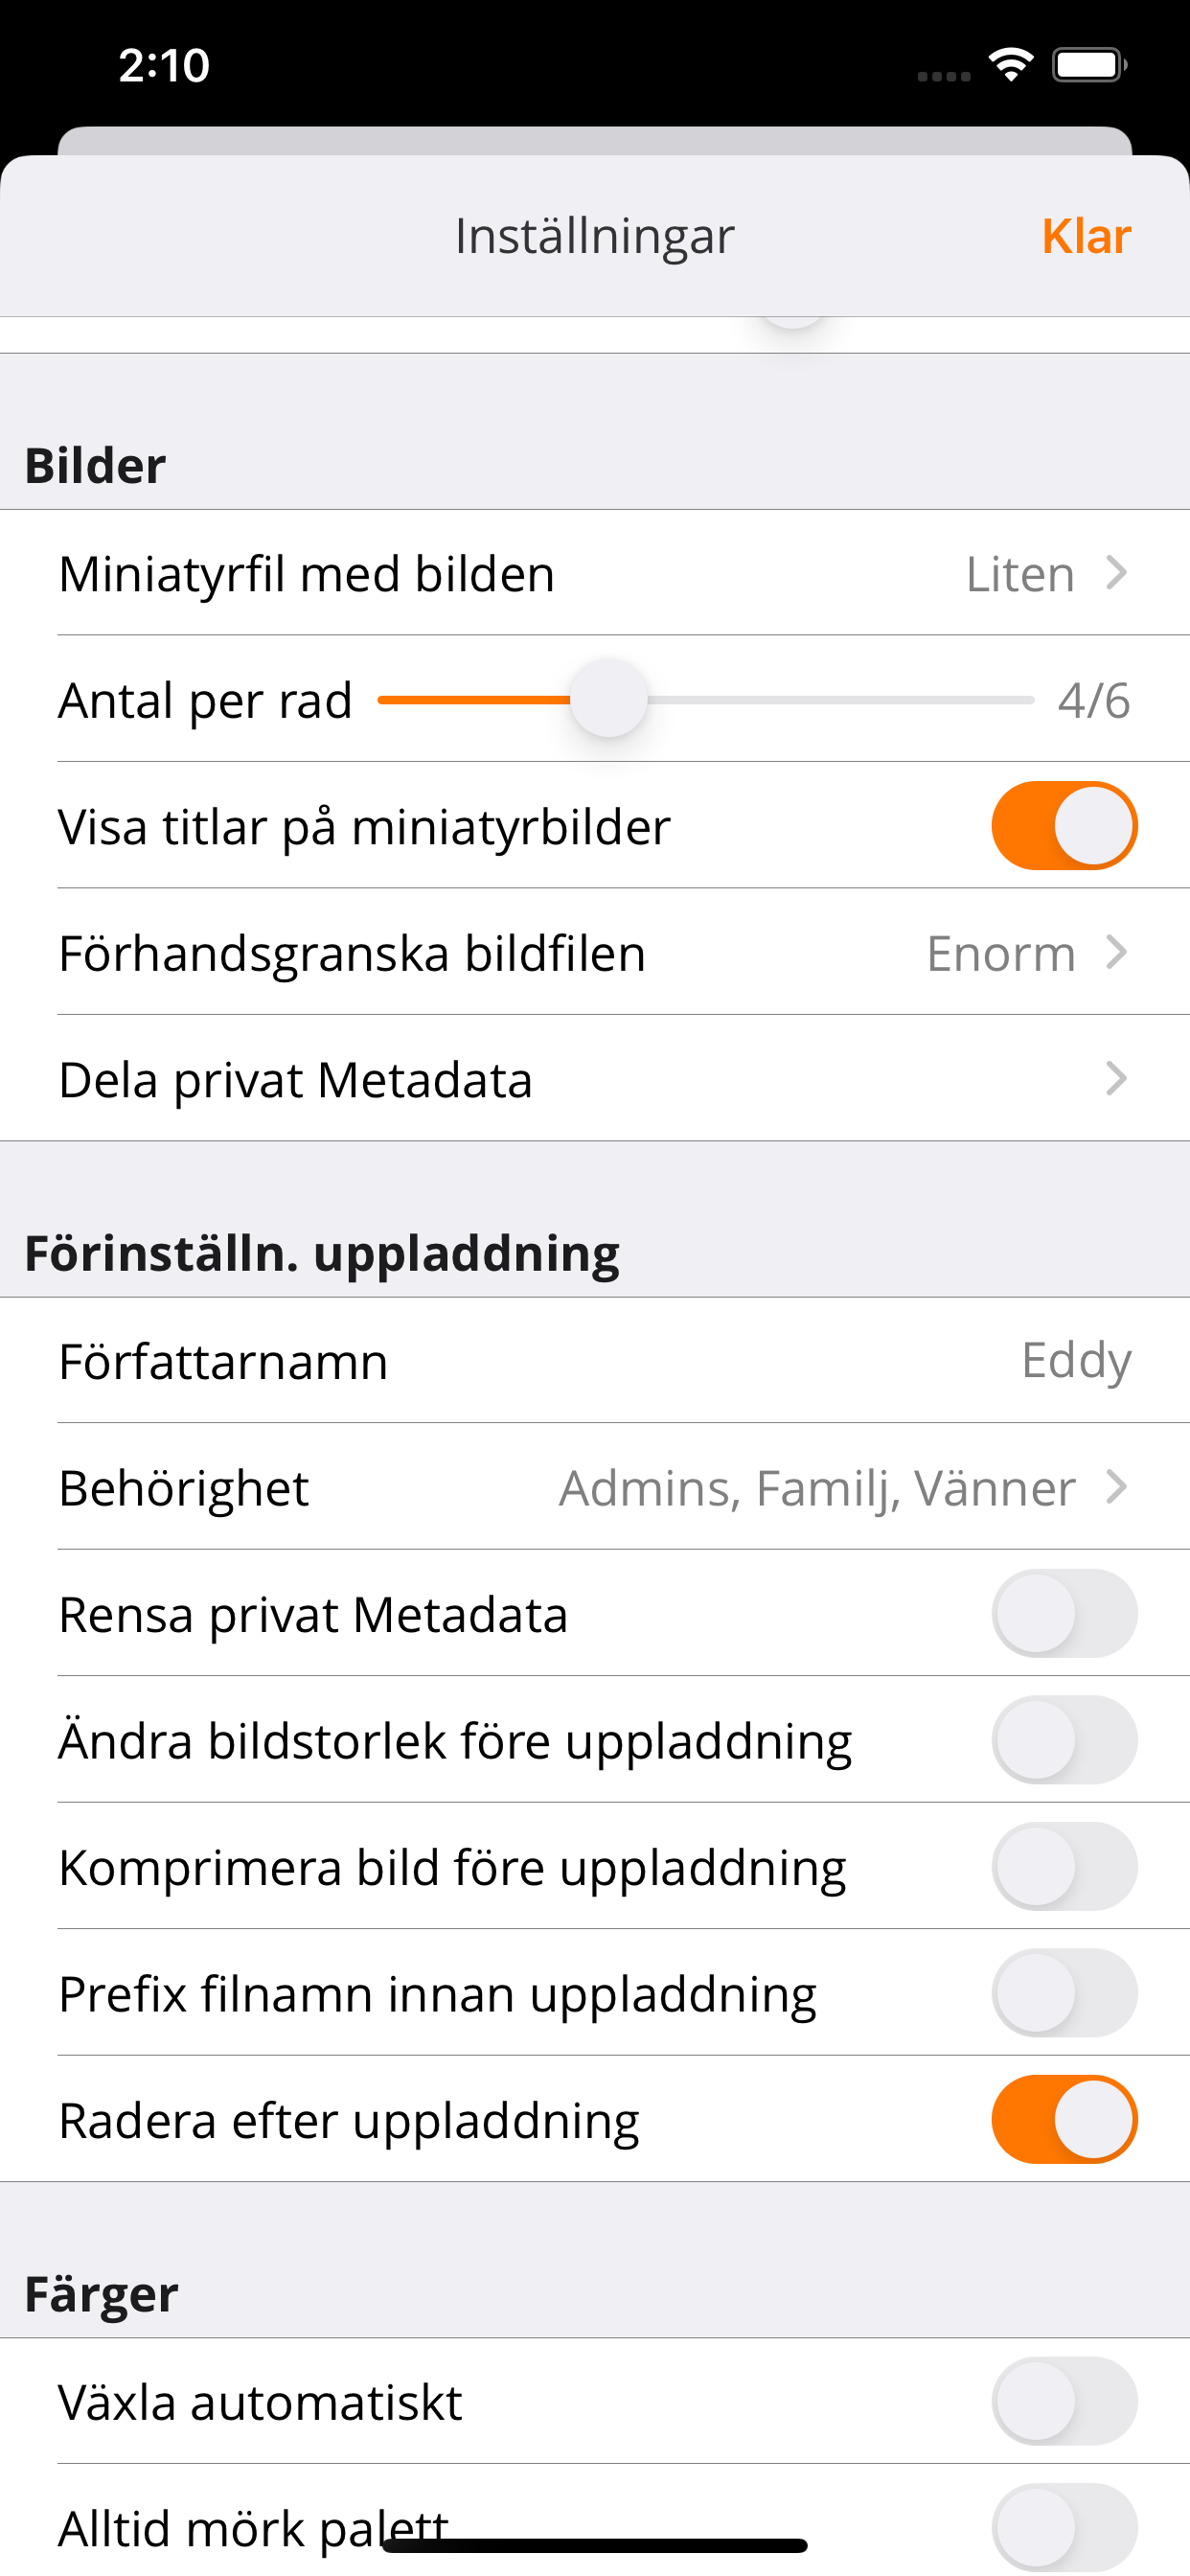 2:10
Inställningar
Klar
Bilder
Miniatyrfil med bilden Liten
Antal per rad 4/6
Visa titlar på miniatyrbilder
Förhandsgranska bildfilen Enorm
Dela privat Metadata
Förinställn. uppladdning
Författarnamn Eddy
Behörighet Admins, Familj, Vänner
Rensa privat Metadata
Ändra bildstorlek före uppladdning
Komprimera bild före uppladdning
Prefix filnamn innan uppladdning
Radera efter uppladdning
Färger
Växla automatiskt
Alltid mörk palett